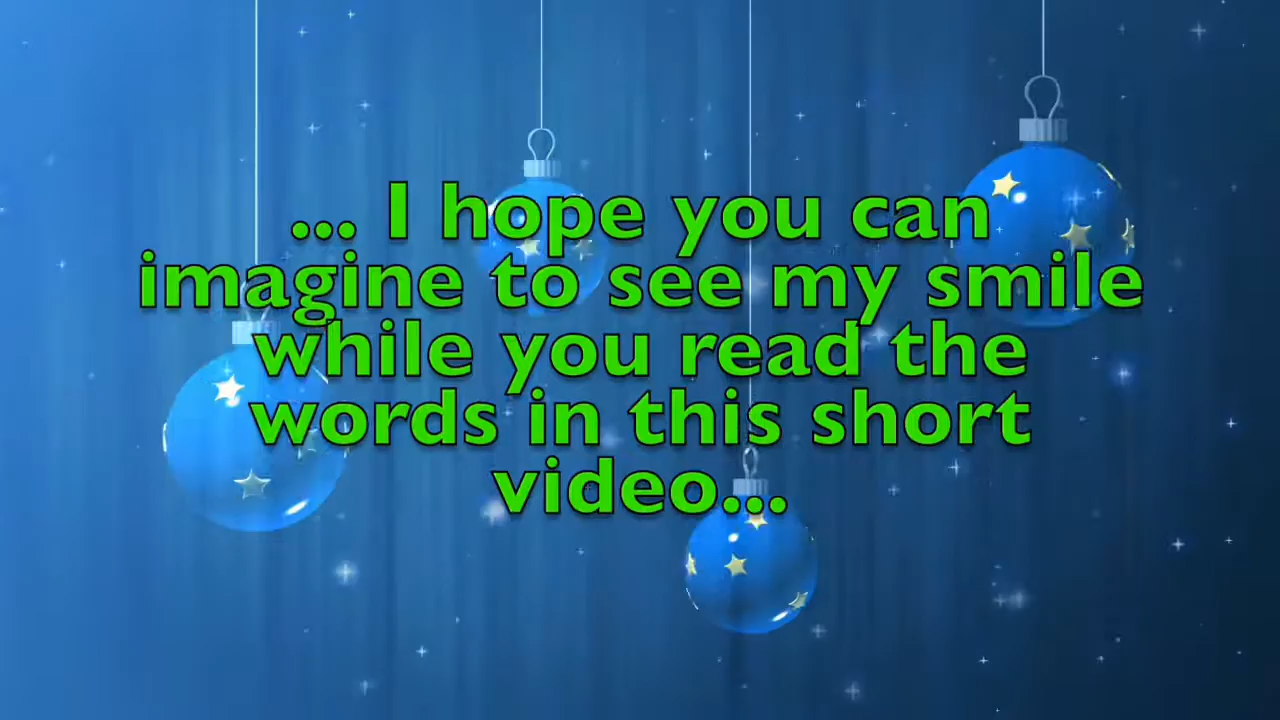 ... I hope you can
imagine to see my smile
while you read the
words in this short
video...